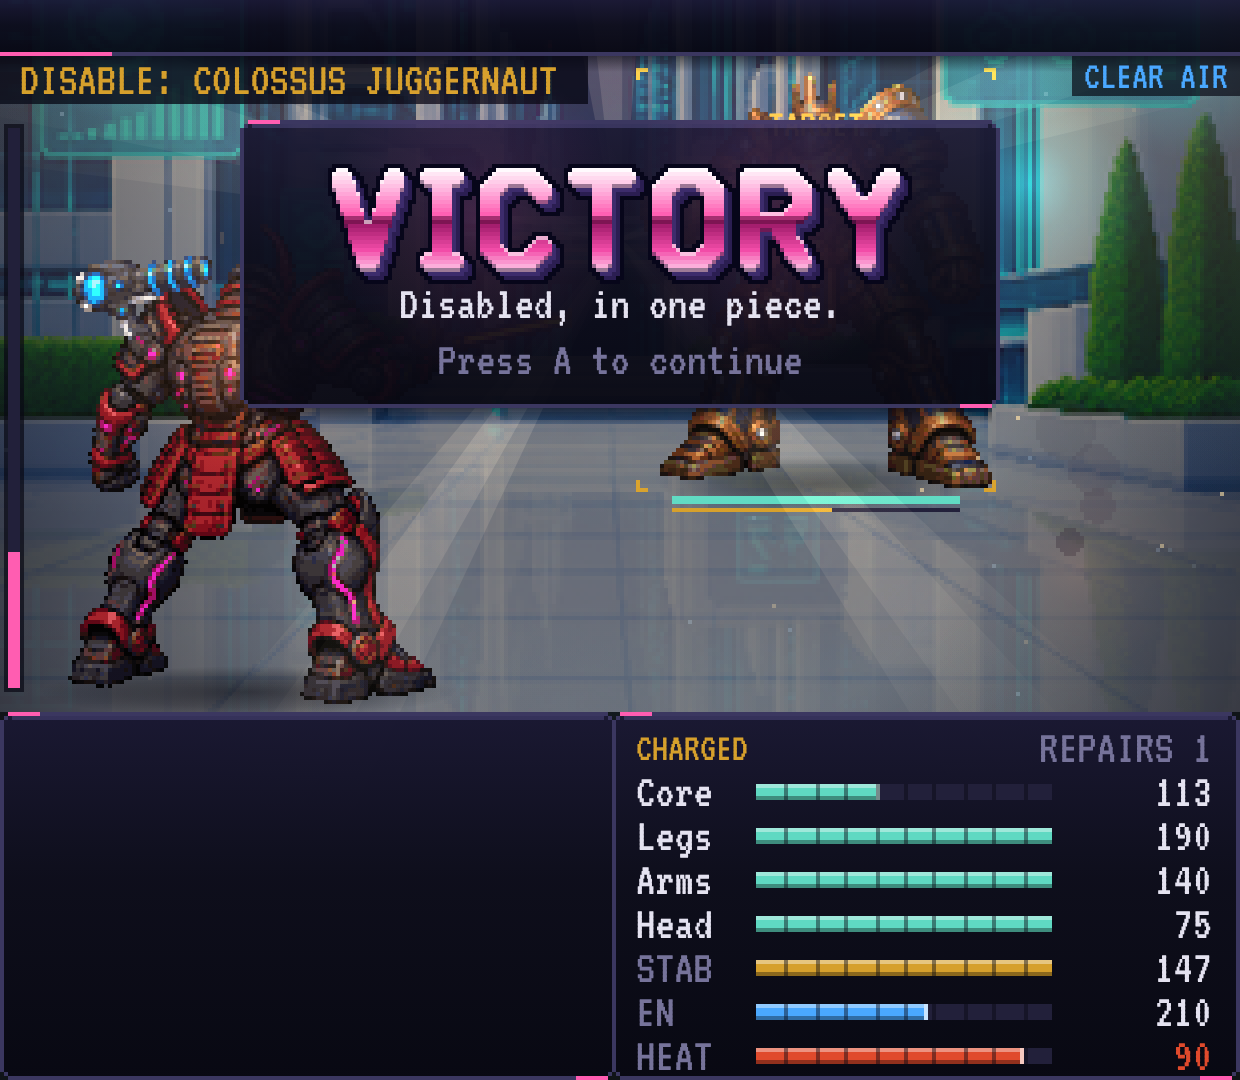 DISABLE: COLOSSUS JUGGERNAUT
CLEAR AIR
TARGET
VICTORY
Disabled, in one piece.
Press A to continue
CHARGED
REPAIRS 1
Core 113
Legs 190
Arms 140
Head 75
STAB 147
EN 210
HEAT 90